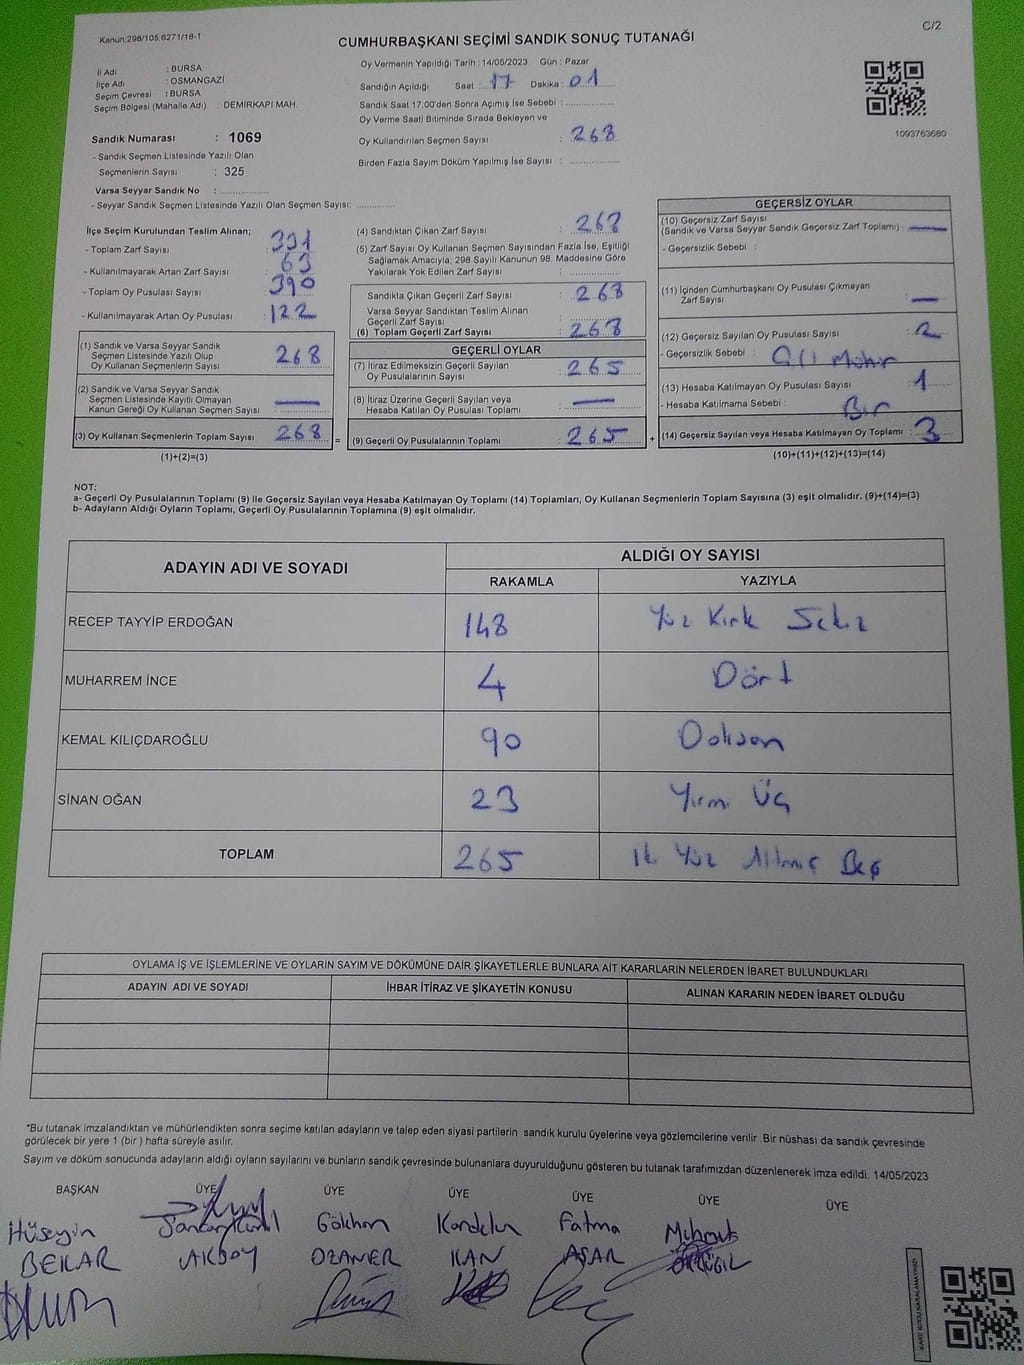 Kanun,298/105,6271/18-1
C/2
CUMHURBAŞKANI SEÇİMİ SANDIK SONUÇ TUTANAĞI
İl Adı : BURSA
İlçe Adı : OSMANGAZİ
Seçim Çevresi : BURSA
Seçim Bölgesi (Mahalle Adı) : DEMİRKAPI MAH.
Sandık Numarası : 1069
- Sandık Seçmen Listesinde Yazılı Olan
Seçmenlerin Sayısı : 325
Varsa Seyyar Sandık No :
- Seyyar Sandık Seçmen Listesinde Yazılı Olan Seçmen Sayısı:
Oy Vermenin Yapıldığı Tarih : 14/05/2023 Gün : Pazar
Sandığın Açıldığı Saat : 17 Dakika : 01
Sandık Saat 17.00'den Sonra Açımış İse Sebebi :
Oy Verme Saati Bitiminde Sırada Bekleyen ve
Oy Kullandırılan Seçmen Sayısı : 268
Birden Fazla Sayım Döküm Yapılmış İse Sayısı :
1093763680
İlçe Seçim Kurulundan Teslim Alınan;
- Toplam Zarf Sayısı : 331
- Kullanılmayarak Artan Zarf Sayısı : 63
- Toplam Oy Pusulası Sayısı : 390
- Kullanılmayarak Artan Oy Pusulası : 122
(1) Sandık ve Varsa Seyyar Sandık
Seçmen Listesinde Yazılı Olup
Oy Kullanan Seçmenlerin Sayısı : 268
(2) Sandık ve Varsa Seyyar Sandık
Seçmen Listesinde Kayıtlı Olmayan
Kanun Gereği Oy Kullanan Seçmen Sayısı : —
(3) Oy Kullanan Seçmenlerin Toplam Sayısı : 268 =
(1)+(2)=(3)
(4) Sandıktan Çıkan Zarf Sayısı : 268
(5) Zarf Sayısı Oy Kullanan Seçmen Sayısından Fazla İse, Eşitliği
Sağlamak Amacıyla; 298 Sayılı Kanunun 98. Maddesine Göre
Yakılarak Yok Edilen Zarf Sayısı :
Sandıkta Çıkan Geçerli Zarf Sayısı : 268
Varsa Seyyar Sandıktan Teslim Alınan
Geçerli Zarf Sayısı :
(6) Toplam Geçerli Zarf Sayısı : 268
GEÇERLİ OYLAR
(7) İtiraz Edilmeksizin Geçerli Sayılan
Oy Pusulalarının Sayısı : 265
(8) İtiraz Üzerine Geçerli Sayılan veya
Hesaba Katılan Oy Pusulası Toplamı : —
(9) Geçerli Oy Pusulalarının Toplamı : 265 +
GEÇERSİZ OYLAR
(10) Geçersiz Zarf Sayısı
(Sandık ve Varsa Seyyar Sandık Geçersiz Zarf Toplamı) : —
- Geçersizlik Sebebi :
(11) İçinden Cumhurbaşkanı Oy Pusulası Çıkmayan
Zarf Sayısı : —
(12) Geçersiz Sayılan Oy Pusulası Sayısı : 2
- Geçersizlik Sebebi : Mühür
(13) Hesaba Katılmayan Oy Pusulası Sayısı : 1
- Hesaba Katılmama Sebebi : Bir
(14) Geçersiz Sayılan veya Hesaba Katılmayan Oy Toplamı : 3
(10)+(11)+(12)+(13)=(14)
NOT:
a- Geçerli Oy Pusulalarının Toplamı (9) ile Geçersiz Sayılan veya Hesaba Katılmayan Oy Toplamı (14) Toplamları, Oy Kullanan Seçmenlerin Toplam Sayısına (3) eşit olmalıdır. (9)+(14)=(3)
b- Adayların Aldığı Oyların Toplamı, Geçerli Oy Pusulalarının Toplamına (9) eşit olmalıdır.
ADAYIN ADI VE SOYADI ALDIĞI OY SAYISI
RAKAMLA YAZIYLA
RECEP TAYYİP ERDOĞAN 148 Yüz Kırk Sekiz
MUHARREM İNCE 4 Dört
KEMAL KILIÇDAROĞLU 90 Doksan
SİNAN OĞAN 23 Yirmi Üç
TOPLAM 265 İki Yüz Altmış Beş
OYLAMA İŞ VE İŞLEMLERİNE VE OYLARIN SAYIM VE DÖKÜMÜNE DAİR ŞİKAYETLERLE BUNLARA AİT KARARLARIN NELERDEN İBARET BULUNDUKLARI
ADAYIN ADI VE SOYADI İHBAR İTİRAZ VE ŞİKAYETİN KONUSU ALINAN KARARIN NEDEN İBARET OLDUĞU
*Bu tutanak imzalandıktan ve mühürlendikten sonra seçime katılan adayların ve talep eden siyasi partilerin sandık kurulu üyelerine veya gözlemcilerine verilir. Bir nüshası da sandık çevresinde
görülecek bir yere 1 (bir) hafta süreyle asılır.
Sayım ve döküm sonucunda adayların aldığı oyların sayılarını ve bunların sandık çevresinde bulunanlara duyurulduğunu gösteren bu tutanak tarafımızdan düzenlenerek imza edildi. 14/05/2023
BAŞKAN ÜYE ÜYE ÜYE ÜYE ÜYE ÜYE
Hüseyin Gökhan Fatma
BEKAR AKSOY OZANER KAN AŞAR
KARE KODU KARALAMAYINIZ!